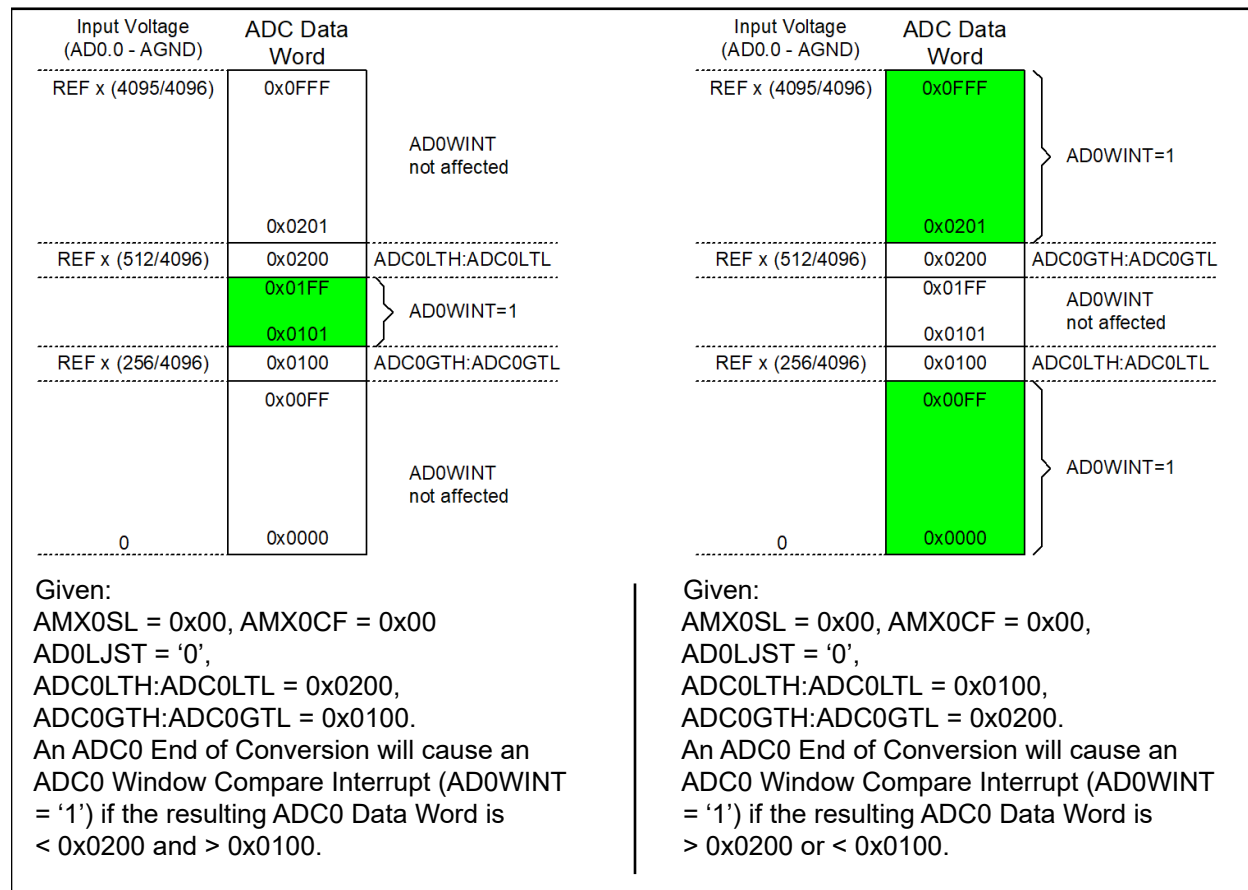 Input Voltage
(AD0.0 - AGND)
ADC Data
Word
REF x (4095/4096)
0x0FFF
AD0WINT
not affected
0x0201
REF x (512/4096)
0x0200
ADC0LTH:ADC0LTL
0x01FF
AD0WINT=1
0x0101
REF x (256/4096)
0x0100
ADC0GTH:ADC0GTL
0x00FF
AD0WINT
not affected
0
0x0000
Given:
AMX0SL = 0x00, AMX0CF = 0x00
AD0LJST = ‘0’,
ADC0LTH:ADC0LTL = 0x0200,
ADC0GTH:ADC0GTL = 0x0100.
An ADC0 End of Conversion will cause an
ADC0 Window Compare Interrupt (AD0WINT
= ‘1’) if the resulting ADC0 Data Word is
< 0x0200 and > 0x0100.
Input Voltage
(AD0.0 - AGND)
ADC Data
Word
REF x (4095/4096)
0x0FFF
AD0WINT=1
0x0201
REF x (512/4096)
0x0200
ADC0GTH:ADC0GTL
0x01FF
AD0WINT
not affected
0x0101
REF x (256/4096)
0x0100
ADC0LTH:ADC0LTL
0x00FF
AD0WINT=1
0
0x0000
Given:
AMX0SL = 0x00, AMX0CF = 0x00,
AD0LJST = ‘0’,
ADC0LTH:ADC0LTL = 0x0100,
ADC0GTH:ADC0GTL = 0x0200.
An ADC0 End of Conversion will cause an
ADC0 Window Compare Interrupt (AD0WINT
= ‘1’) if the resulting ADC0 Data Word is
> 0x0200 or < 0x0100.